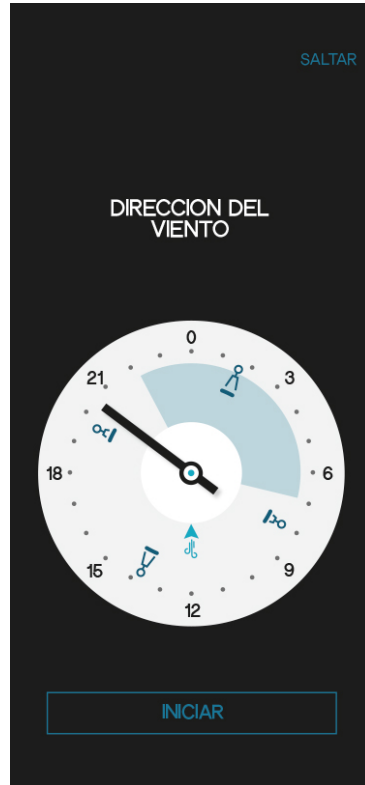 SALTAR
DIRECCION DEL
VIENTO
0
21
3
18
6
15
9
12
INICIAR